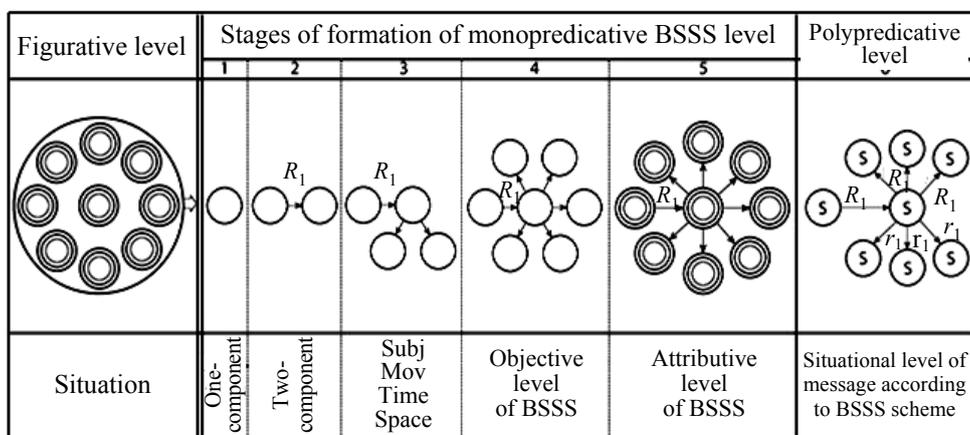 Figurative level
Stages of formation of monopredicative BSSS level
Polypredicative
level
1
2
3
4
5
R1
R1
R1
R1
R1
R1
R1
r1
r1
r1
S
S
S
S
S
S
S
S
Situation
One-
component
Two-
component
Subj
Mov
Time
Space
Objective
level
of BSSS
Attributive
level
of BSSS
Situational level of
message according
to BSSS scheme